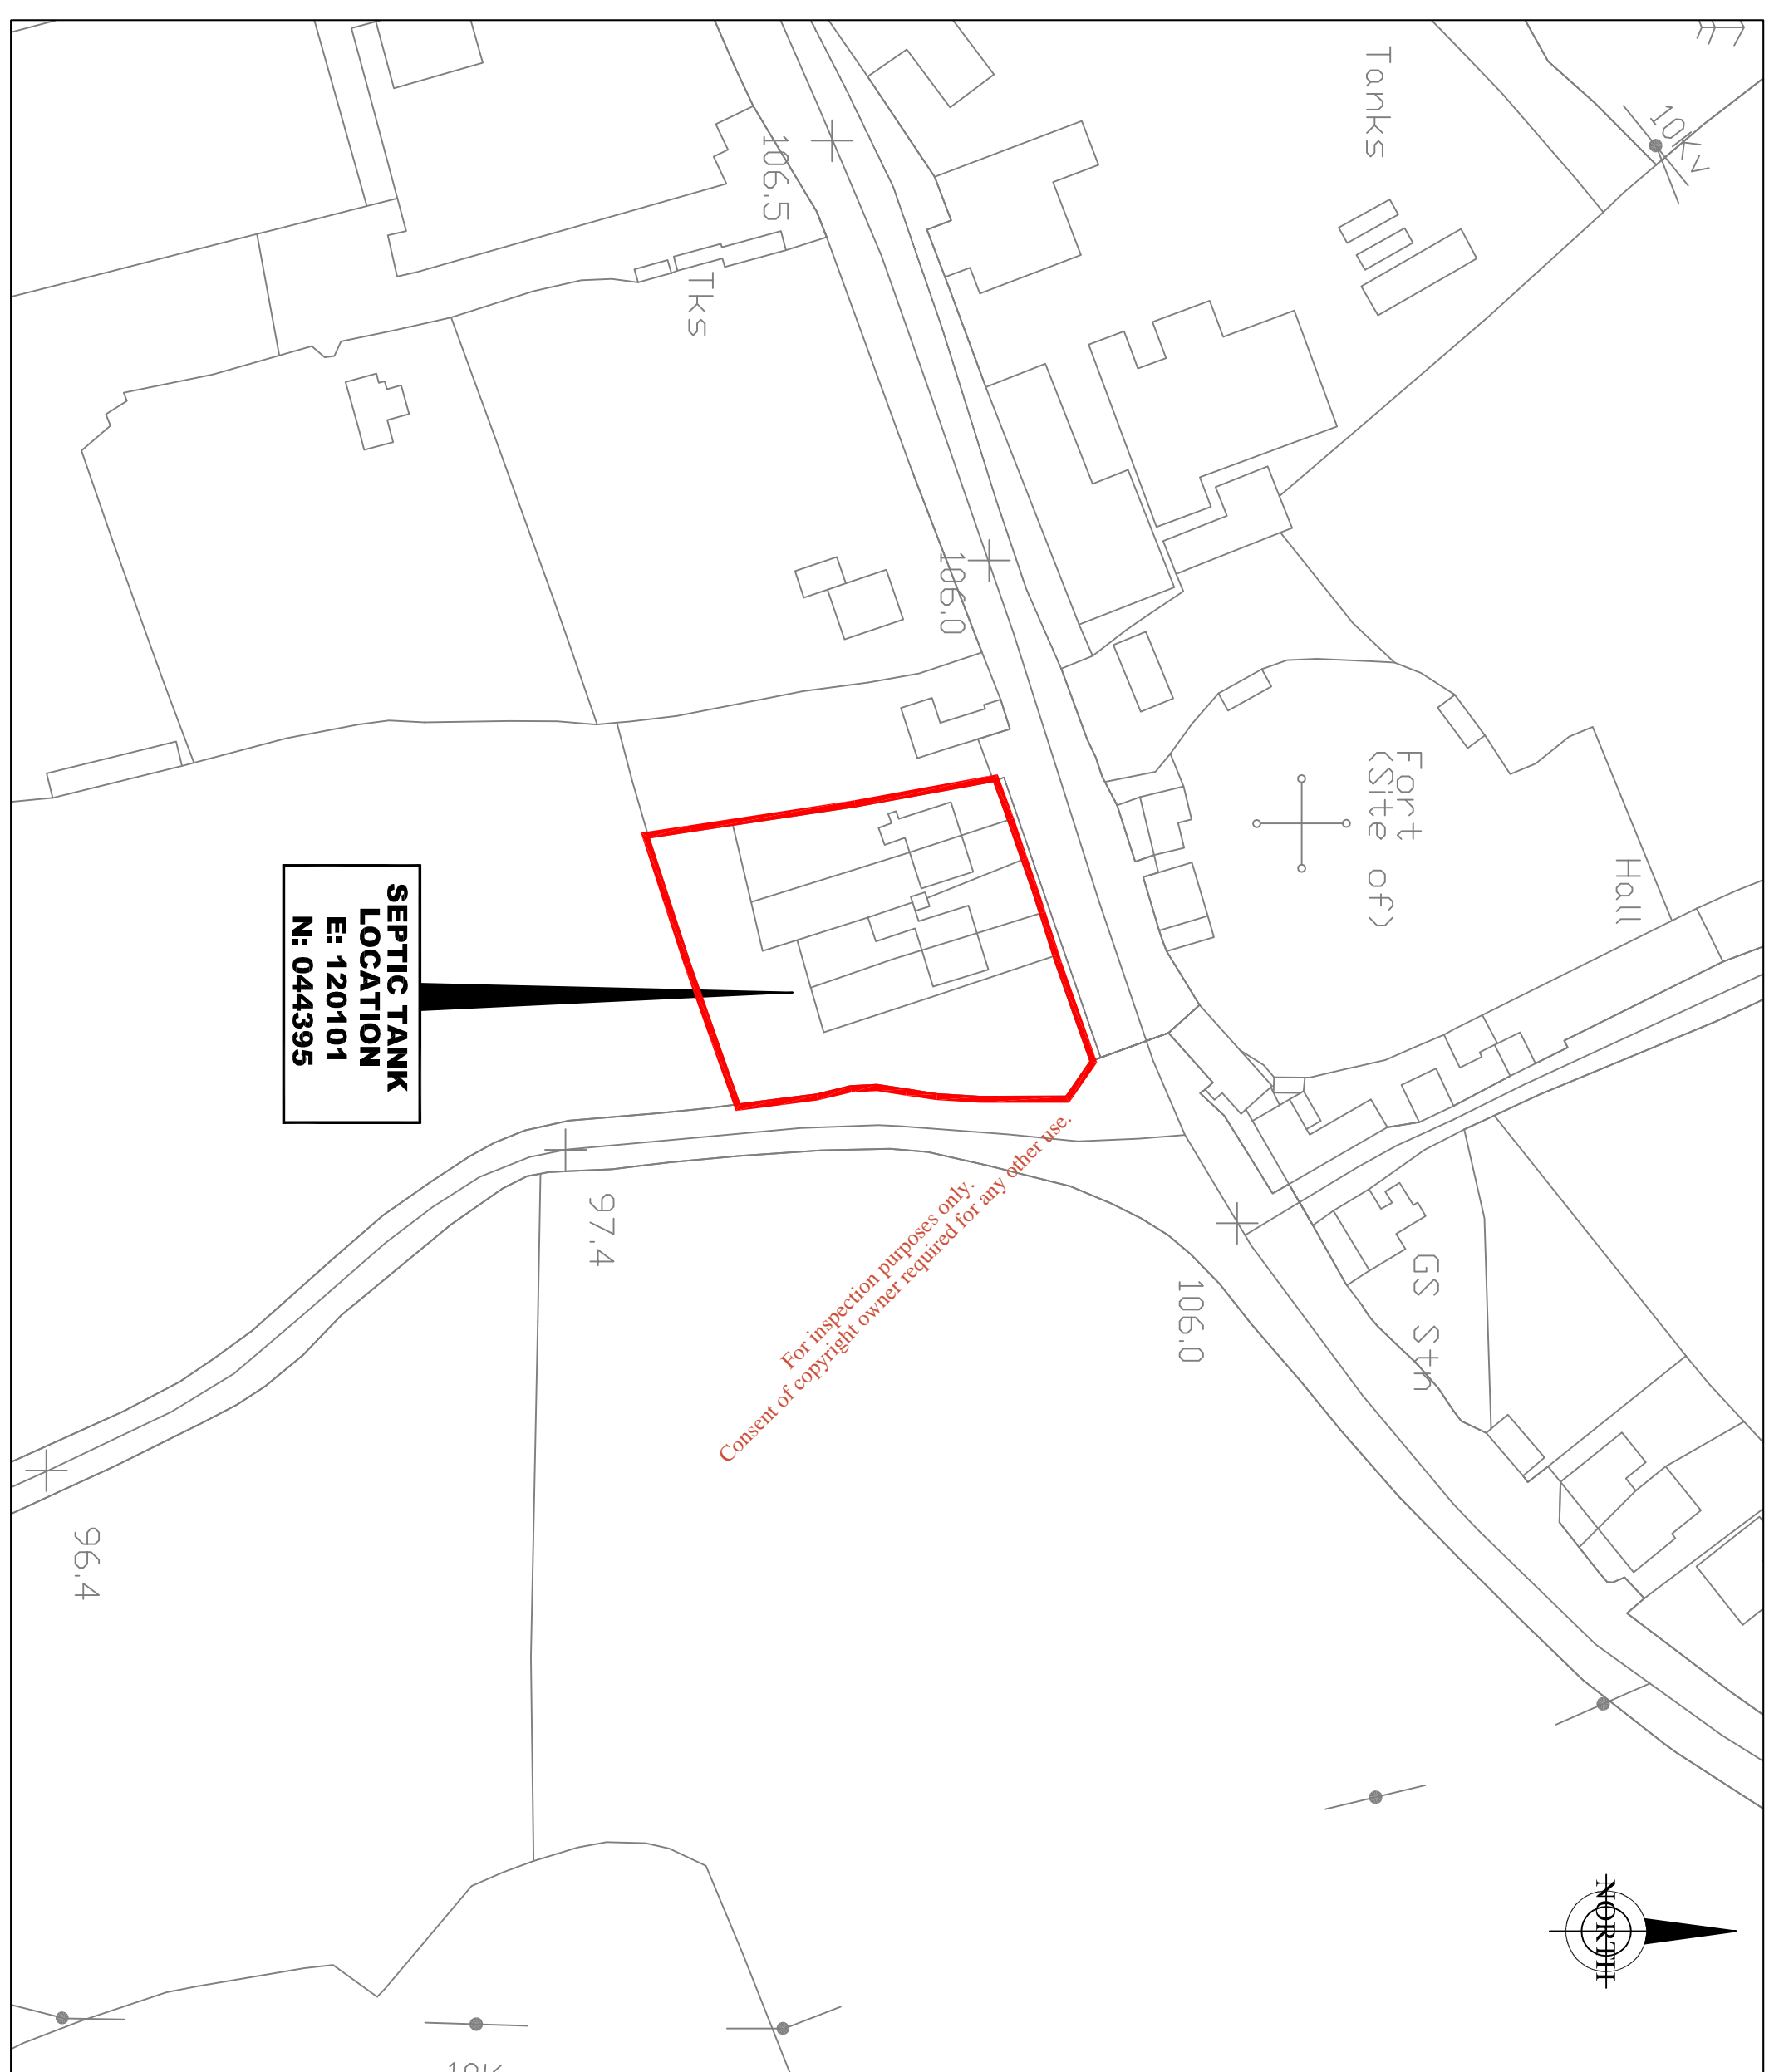 10Kv
Tanks
106.5
Tks
106.0
Fort
(Site of)
Hall
SEPTIC TANK
LOCATION
E: 120101
N: 044395
97.4
For inspection purposes only.
Consent of copyright owner required for any other use.
106.0
GS Stn
96.4
NORTH